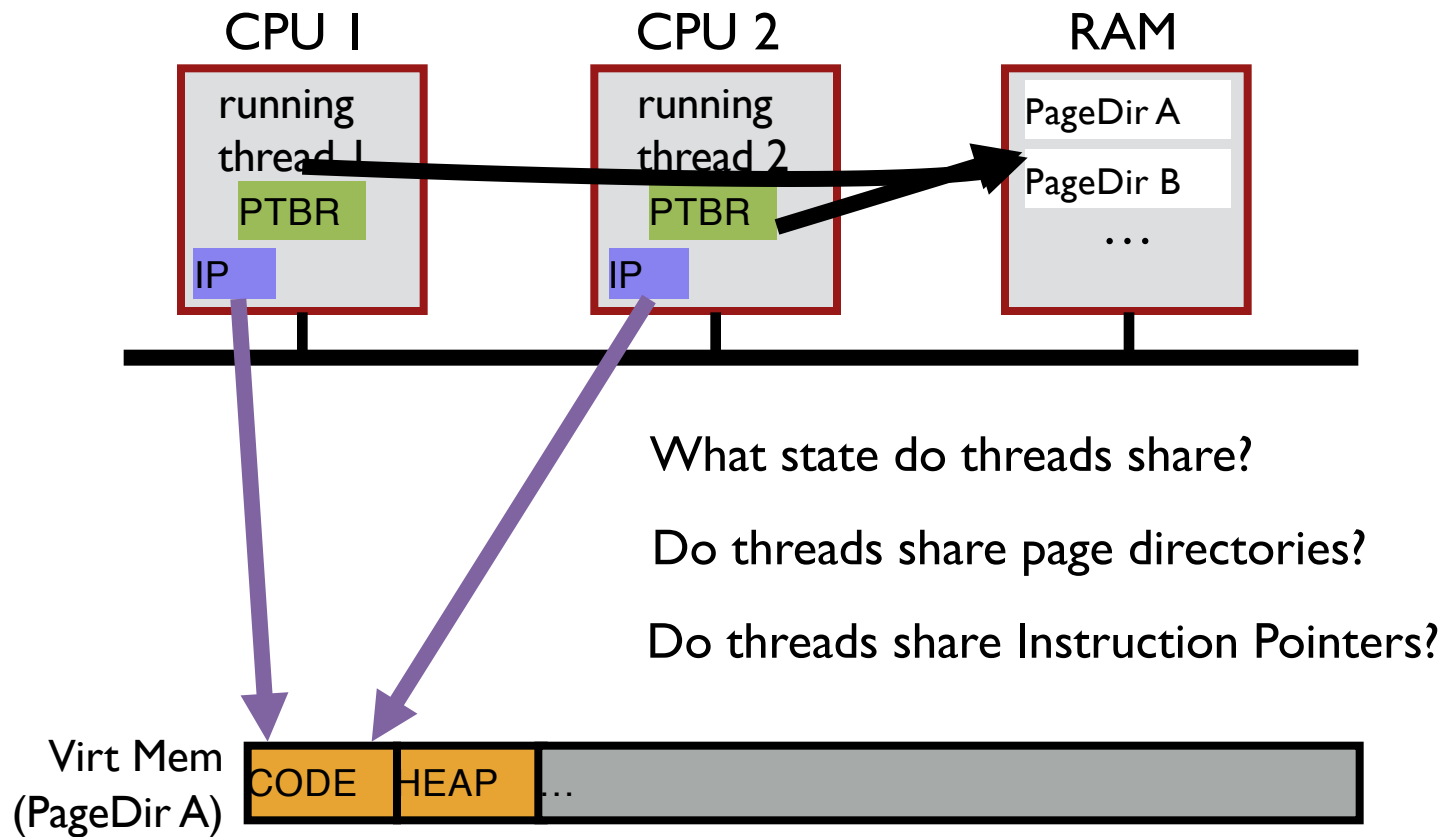 CPU 1
CPU 2
RAM
running
thread 1
PTBR
IP
running
thread 2
PTBR
IP
PageDir A
PageDir B
...
What state do threads share?
Do threads share page directories?
Do threads share Instruction Pointers?
Virt Mem
(PageDir A)
CODE
HEAP
...